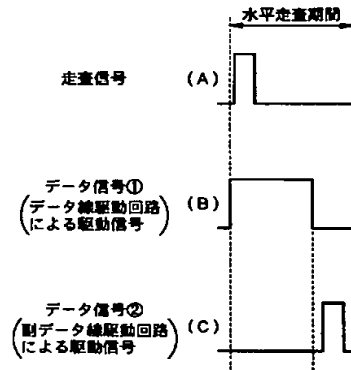 水平走査期間
走査信号
(A)
データ信号①
(データ線駆動回路
による駆動信号)
(B)
データ信号②
(副データ線駆動回路
による駆動信号)
(C)